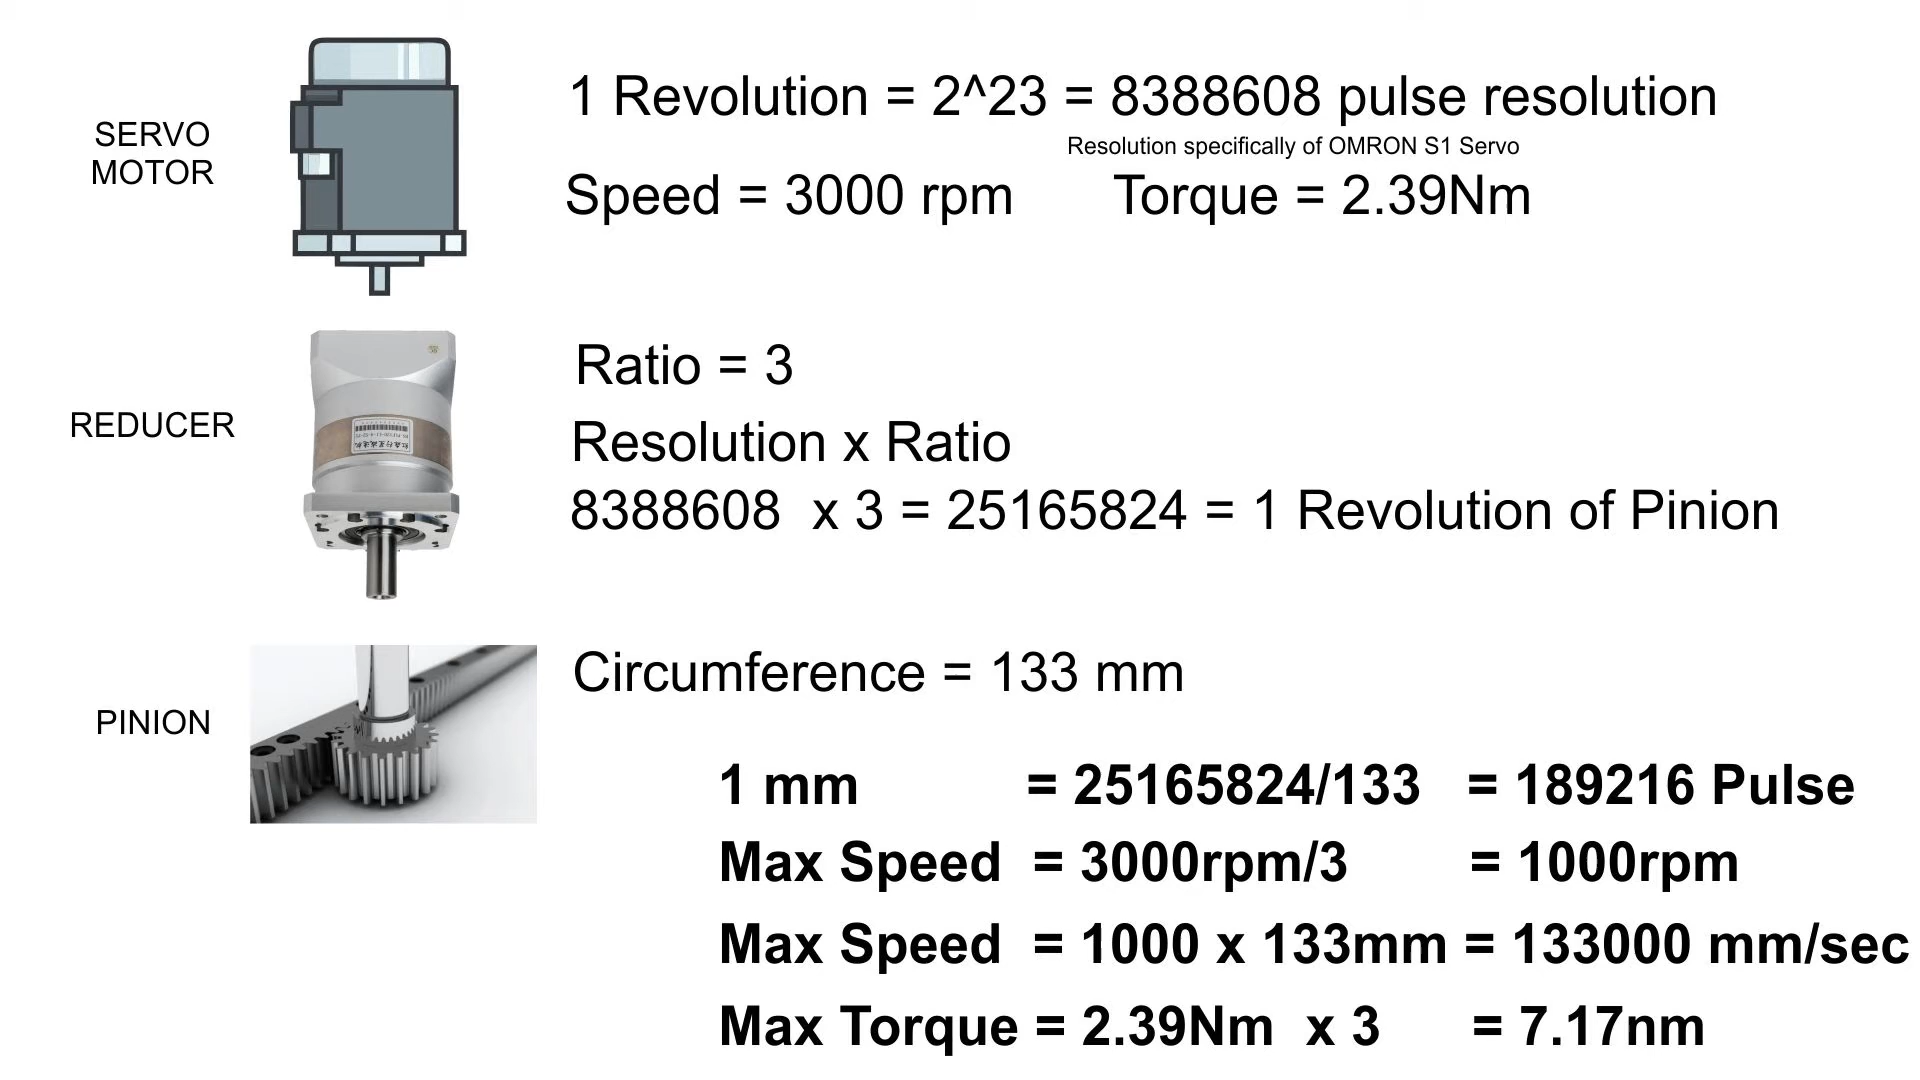 SERVO
MOTOR
1 Revolution = 2^23 = 8388608 pulse resolution
Resolution specifically of OMRON S1 Servo
Speed = 3000 rpm Torque = 2.39Nm
REDUCER
Ratio = 3
Resolution x Ratio
8388608 x 3 = 25165824 = 1 Revolution of Pinion
PINION
Circumference = 133 mm
1 mm = 25165824/133 = 189216 Pulse
Max Speed = 3000rpm/3 = 1000rpm
Max Speed = 1000 x 133mm = 133000 mm/sec
Max Torque = 2.39Nm x 3 = 7.17nm